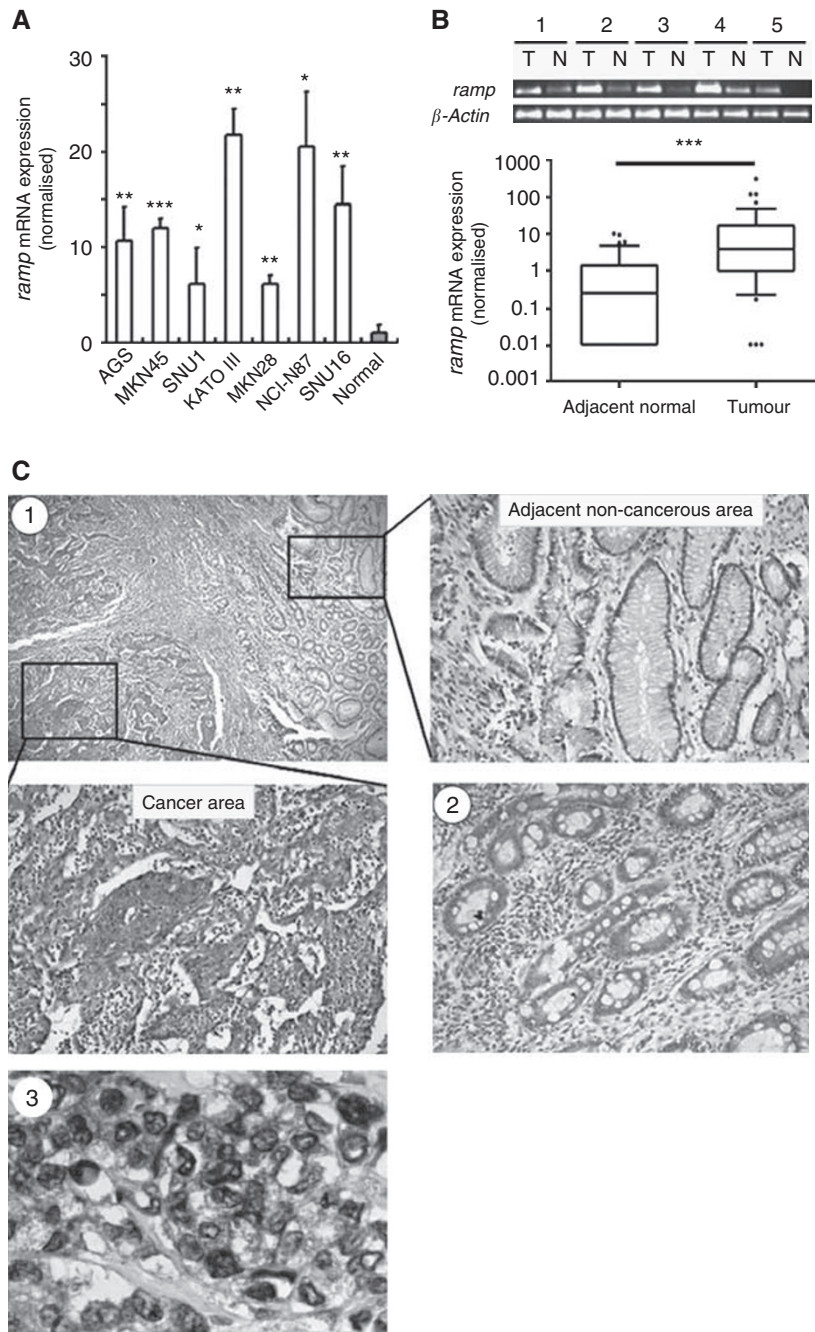 A
ramp mRNA expression
(normalised)
30
20
10
0
**
***
*
**
**
*
**
AGS
MKN45
SNU1
KATO III
MKN28
NCI-N87
SNU16
Normal
B
1 2 3 4 5
T N T N T N T N T N
ramp
β-Actin
ramp mRNA expression
(normalised)
1000
100
10
1
0.1
0.01
0.001
***
Adjacent normal
Tumour
C
1
Adjacent non-cancerous area
Cancer area
2
3